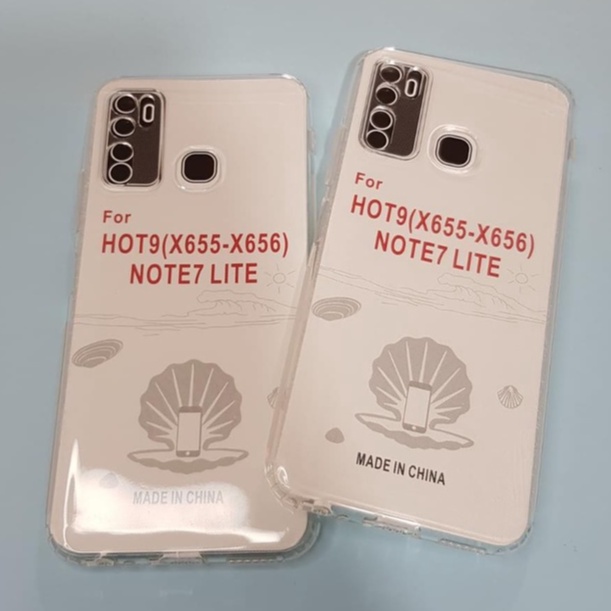 For
HOT9(X655-X656)
NOTE7 LITE
MADE IN CHINA
For
HOT9(X655-X656)
NOTE7 LITE
MADE IN CHINA